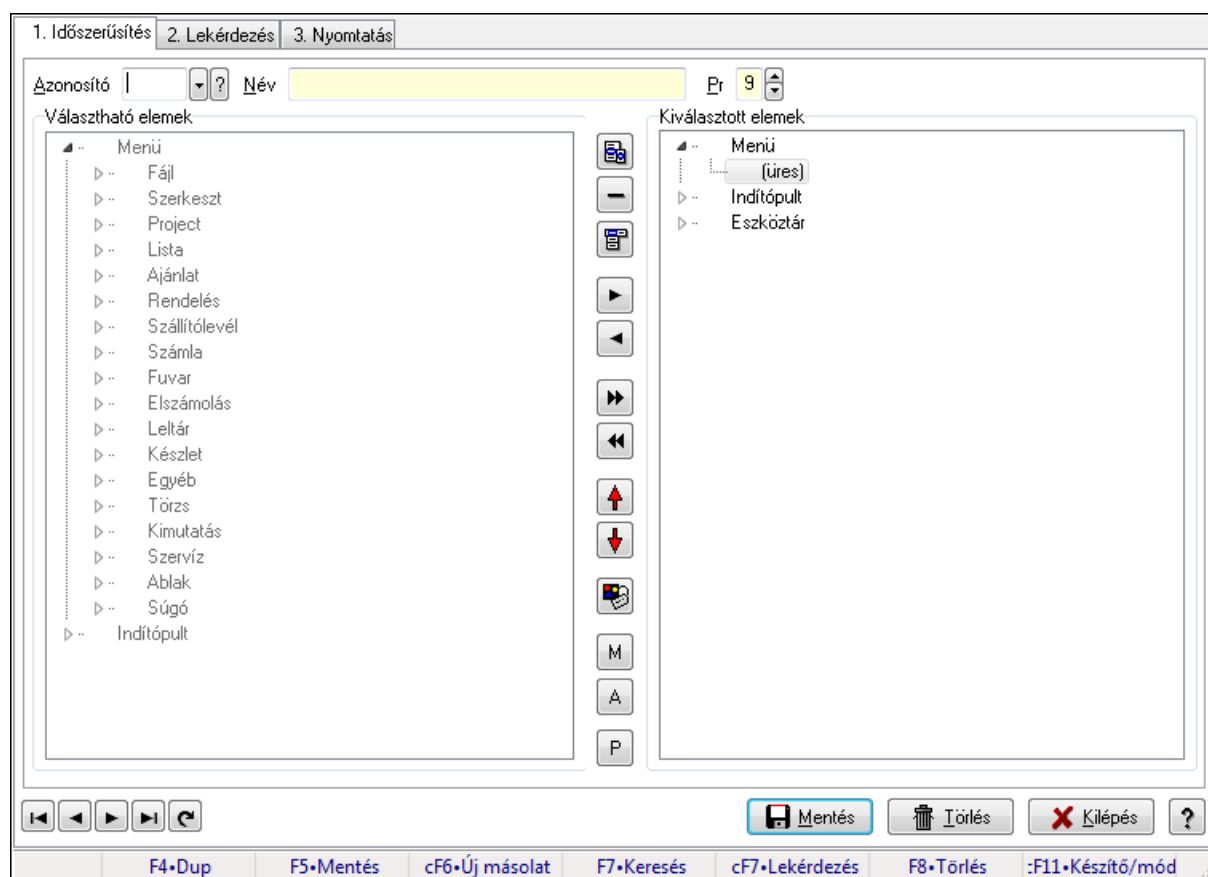 1. Időszerűsítés 2. Lekérdezés 3. Nyomtatás
Azonosító ? Név Pr 9
Választható elemek
Menü
Fájl
Szerkeszt
Project
Lista
Ajánlat
Rendelés
Szállítólevél
Számla
Fuvar
Elszámolás
Leltár
Készlet
Egyéb
Törzs
Kimutatás
Szervíz
Ablak
Súgó
Indítópult
M
A
P
Kiválasztott elemek
Menü
(üres)
Indítópult
Eszköztár
Mentés Törlés Kilépés ?
F4•Dup F5•Mentés cF6•Új másolat F7•Keresés cF7•Lekérdezés F8•Törlés :F11•Készítő/mód